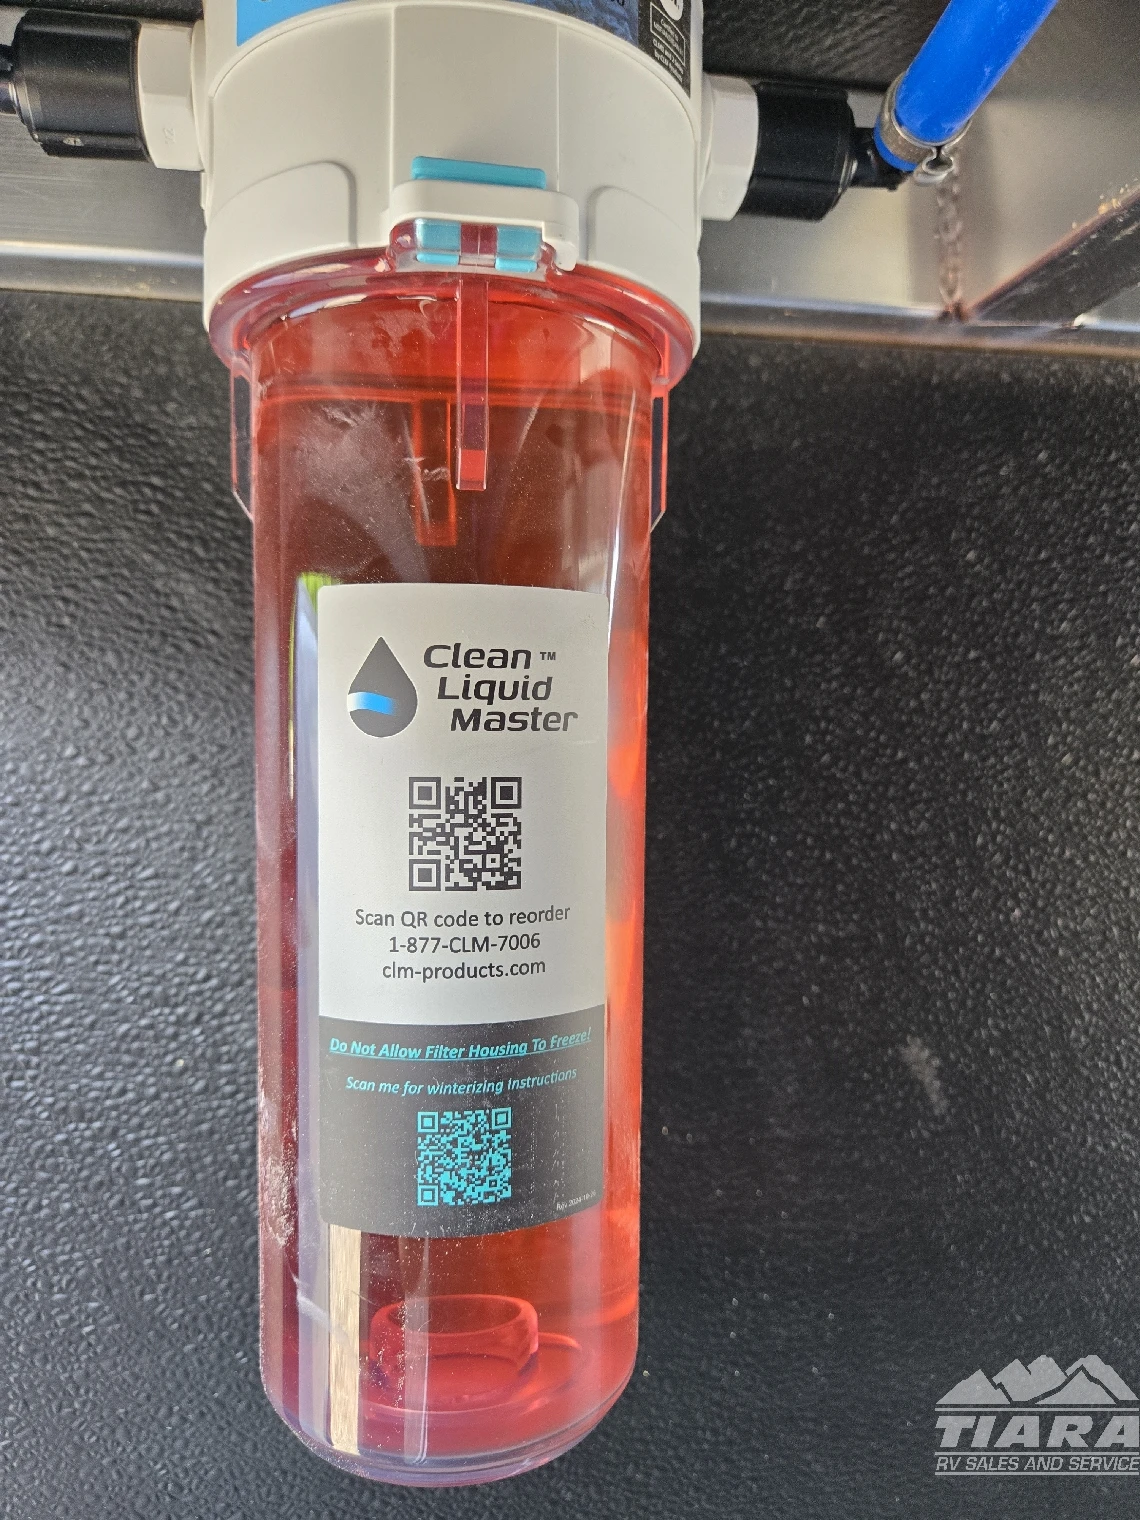 Clean™
Liquid
Master
Scan QR code to reorder
1-877-CLM-7006
clm-products.com
Do Not Allow Filter Housing To Freeze!
Scan me for winterizing instructions
TIARA
RV SALES AND SERVICE